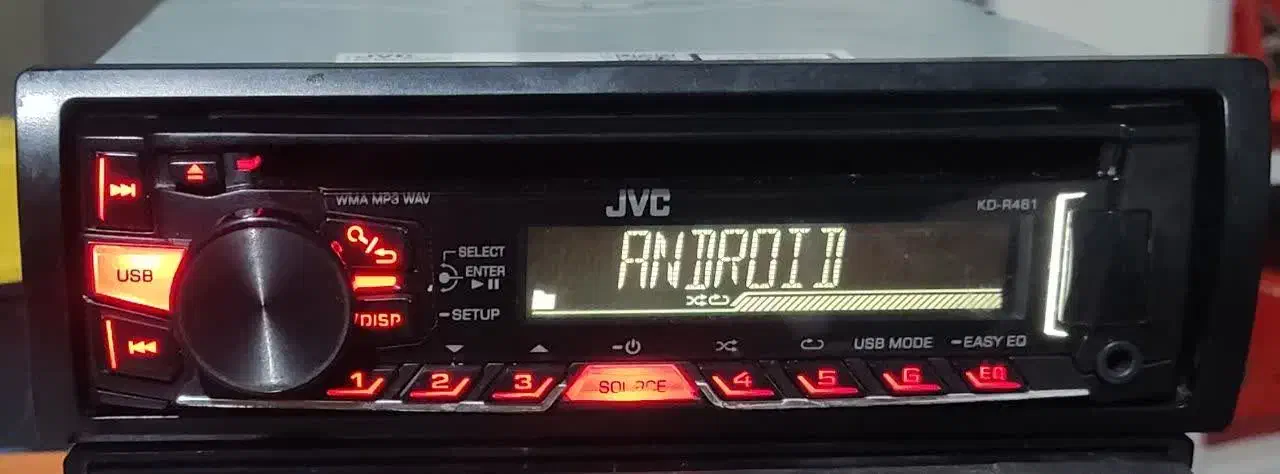 JVC
WMA MP3 WAV
JVC
KD-R481
USB
SELECT
ENTER
SETUP
DISP
ANDROID
USB MODE
EASY EQ
1
2
3
SOURCE
4
5
6
EQ